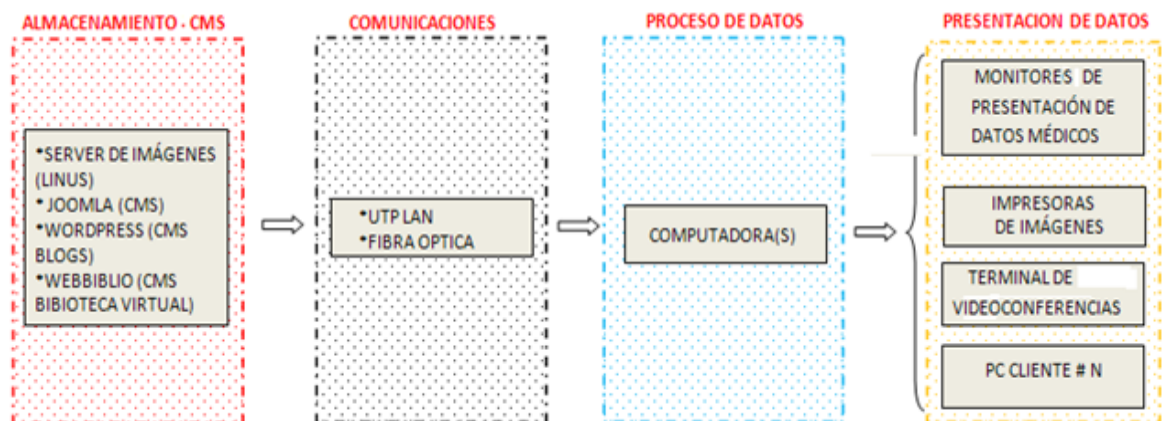 ALMACENAMIENTO - CMS
*SERVER DE IMÁGENES
(LINUS)
* JOOMLA (CMS)
*WORDPRESS (CMS
BLOGS)
*WEBBIBLIO (CMS
BIBIOTECA VIRTUAL)
COMUNICACIONES
*UTP LAN
*FIBRA OPTICA
PROCESO DE DATOS
COMPUTADORA(S)
PRESENTACION DE DATOS
MONITORES DE
PRESENTACIÓN DE
DATOS MÉDICOS
IMPRESORAS
DE IMÁGENES
TERMINAL DE
VIDEOCONFERENCIAS
PC CLIENTE # N